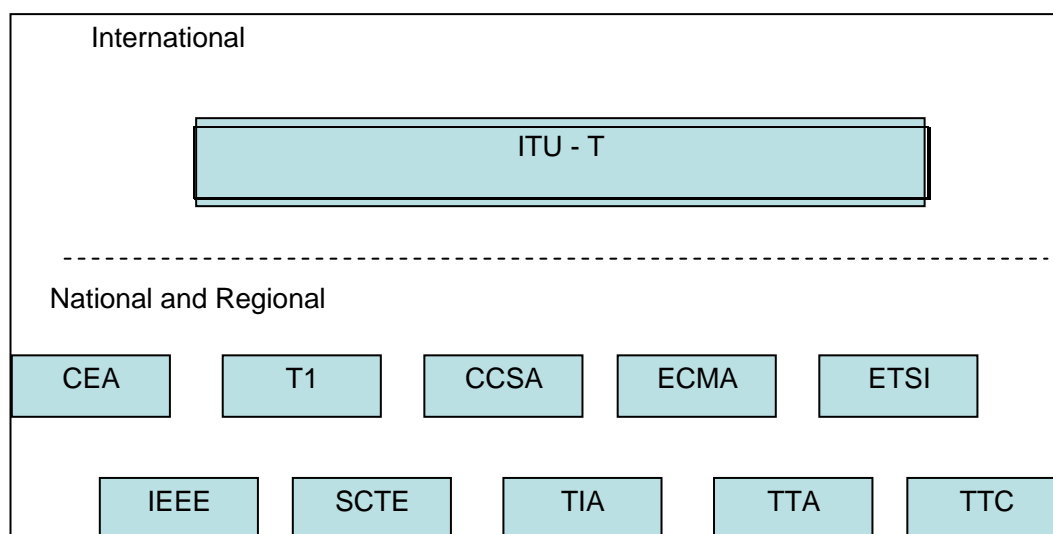 International
ITU - T
National and Regional
CEA
T1
CCSA
ECMA
ETSI
IEEE
SCTE
TIA
TTA
TTC